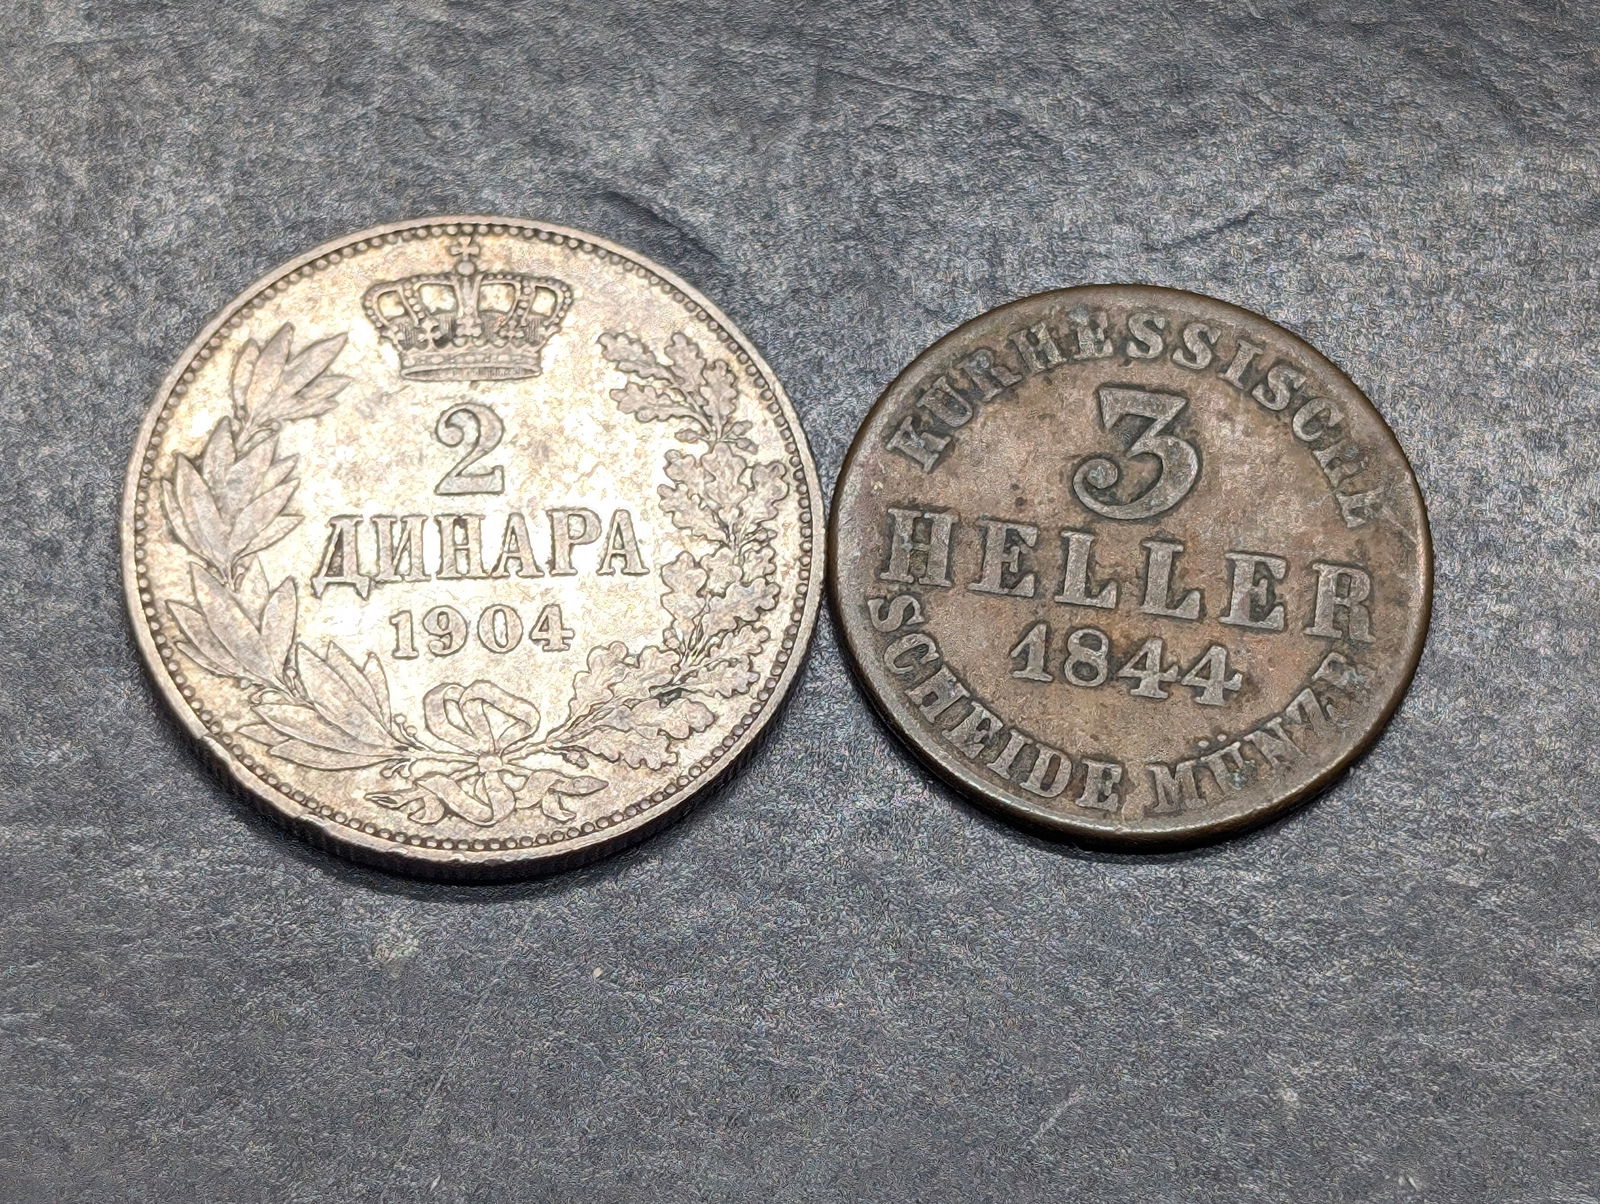 2
ДИНАРА
1904
KURHESSISCHE
3
HELLER
1844
SCHEIDE MÜNZE